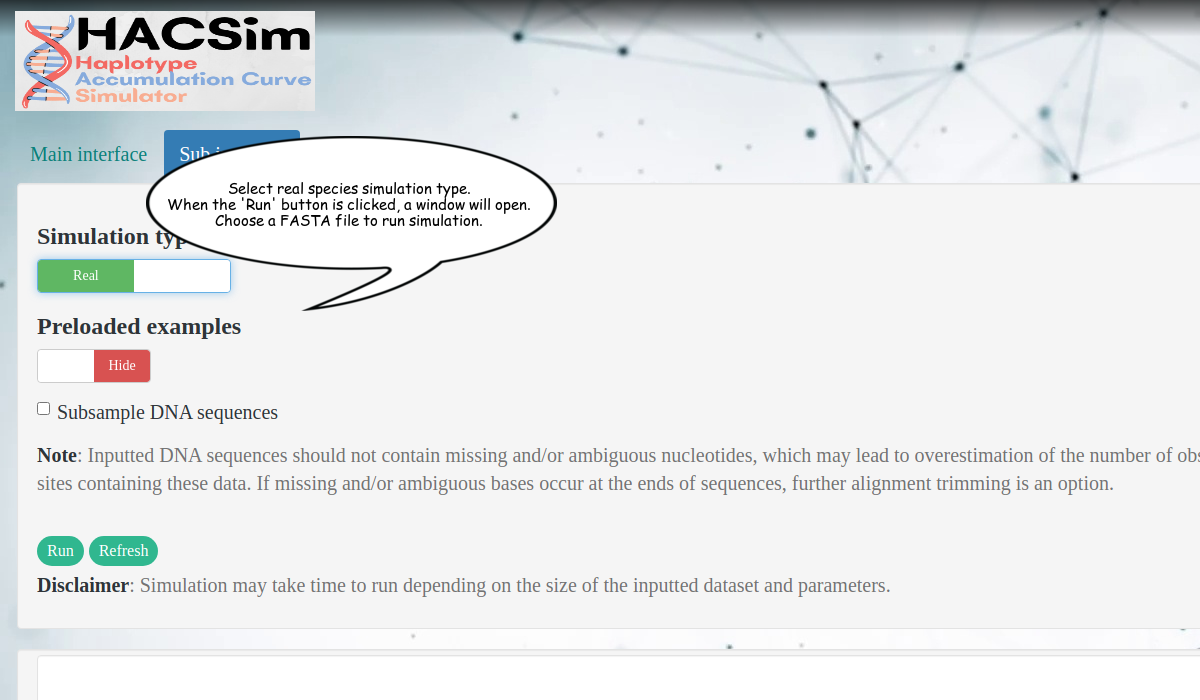 HACSim
Haplotype
Accumulation Curve
Simulator
Main interface
Sub
Select real species simulation type.
When the 'Run' button is clicked, a window will open.
Choose a FASTA file to run simulation.
Simulation typ
Real
Preloaded examples
Hide
Subsample DNA sequences
Note: Inputted DNA sequences should not contain missing and/or ambiguous nucleotides, which may lead to overestimation of the number of obs
sites containing these data. If missing and/or ambiguous bases occur at the ends of sequences, further alignment trimming is an option.
Run Refresh
Disclaimer: Simulation may take time to run depending on the size of the inputted dataset and parameters.